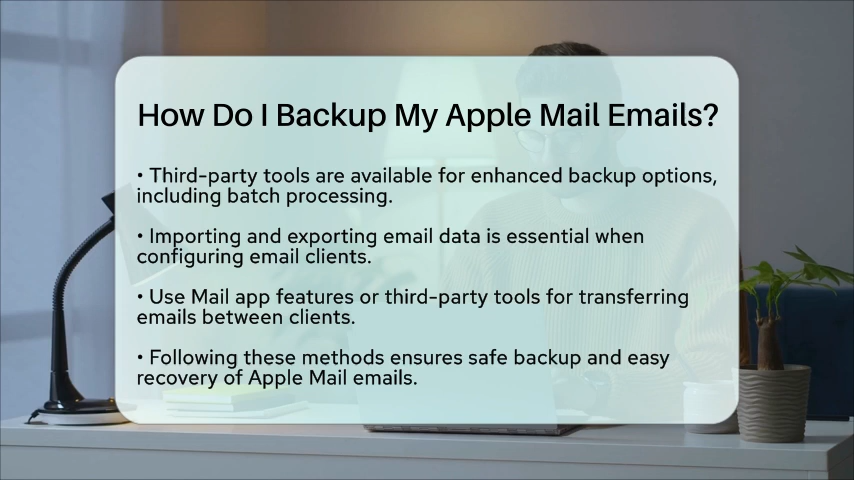 How Do I Backup My Apple Mail Emails?
• Third-party tools are available for enhanced backup options,
including batch processing.
• Importing and exporting email data is essential when
configuring email clients.
• Use Mail app features or third-party tools for transferring
emails between clients.
• Following these methods ensures safe backup and easy
recovery of Apple Mail emails.